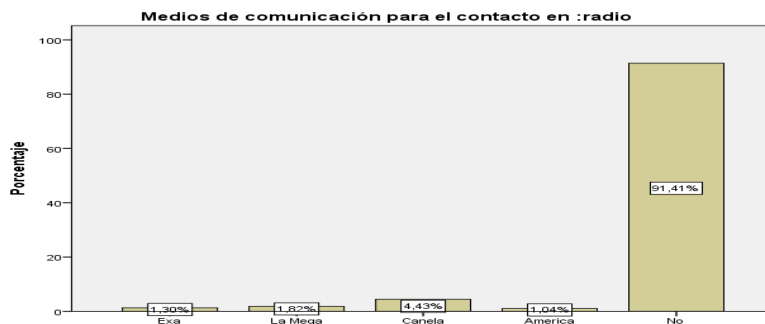 Medios de comunicación para el contacto en :radio
Porcentaje
100
80
60
40
20
0
1,30%
1,82%
4,43%
1,04%
91,41%
Exa
La Mega
Canela
America
No